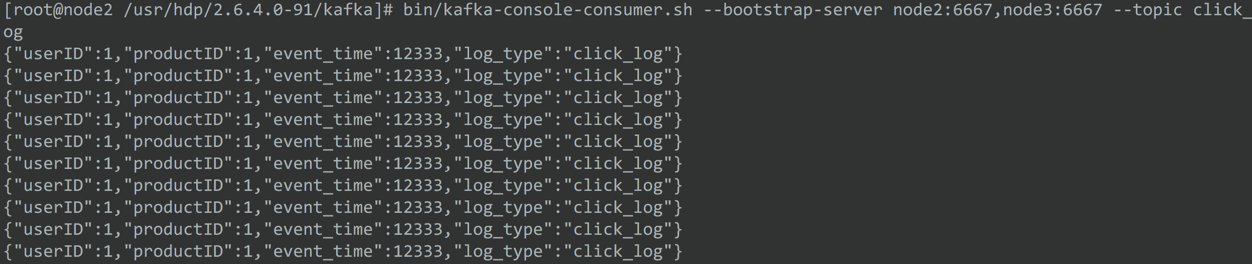 [root@node2 /usr/hdp/2.6.4.0-91/kafka]# bin/kafka-console-consumer.sh --bootstrap-server node2:6667,node3:6667 --topic click_l
og
{"userID":1,"productID":1,"event_time":12333,"log_type":"click_log"}
{"userID":1,"productID":1,"event_time":12333,"log_type":"click_log"}
{"userID":1,"productID":1,"event_time":12333,"log_type":"click_log"}
{"userID":1,"productID":1,"event_time":12333,"log_type":"click_log"}
{"userID":1,"productID":1,"event_time":12333,"log_type":"click_log"}
{"userID":1,"productID":1,"event_time":12333,"log_type":"click_log"}
{"userID":1,"productID":1,"event_time":12333,"log_type":"click_log"}
{"userID":1,"productID":1,"event_time":12333,"log_type":"click_log"}
{"userID":1,"productID":1,"event_time":12333,"log_type":"click_log"}
{"userID":1,"productID":1,"event_time":12333,"log_type":"click_log"}